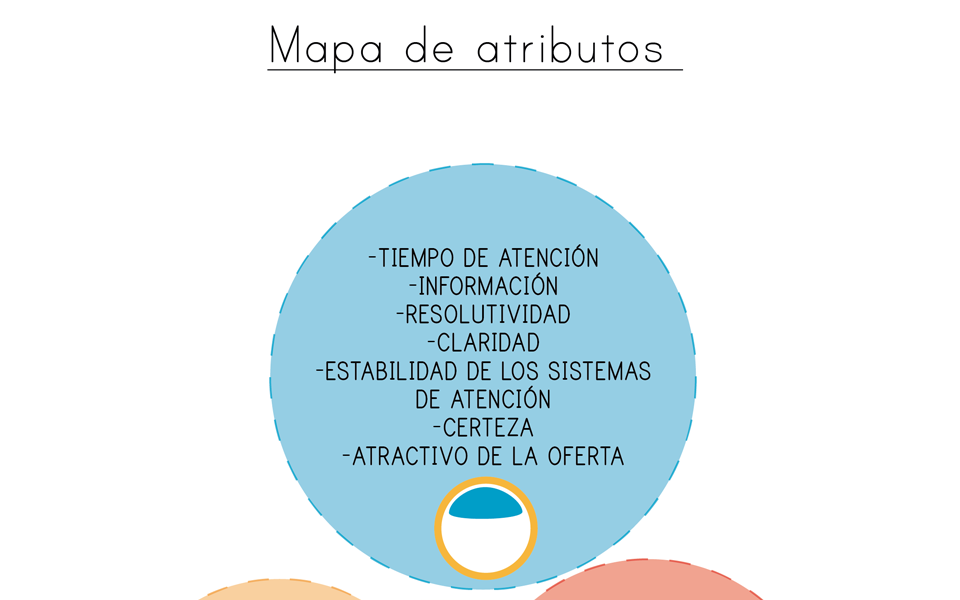 Mapa de atributos
-TIEMPO DE ATENCIÓN
-INFORMACIÓN
-RESOLUTIVIDAD
-CLARIDAD
-ESTABILIDAD DE LOS SISTEMAS
DE ATENCIÓN
-CERTEZA
-ATRACTIVO DE LA OFERTA